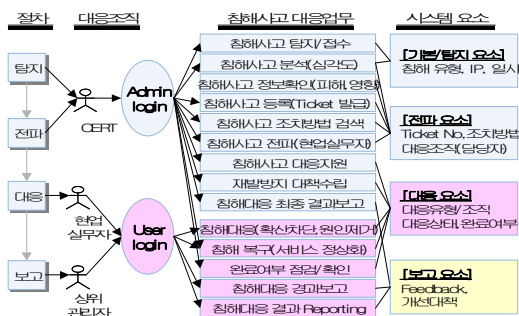 절차
대응조직
침해사고 대응업무
시스템 요소
탐지
전파
대응
보고
CERT
현업
실무자
상위
관리자
Admin
login
User
login
침해사고 탐지/접수
침해사고 분석(심각도)
침해사고 정보확인(피해,영향)
침해사고 등록(Ticket 발급)
침해사고 조치방법 검색
침해사고 전파(현업실무자)
침해사고 대응지원
재발방지 대책수립
침해대응 최종 결과보고
침해대응(확산차단,원인제거)
침해 복구(서비스 정상화)
완료여부 점검/확인
침해대응 경과보고
침해대응 결과 Reporting
[기본/탐지 요소]
침해 유형, IP, 일시
[전파 요소]
Ticket No,조치방법
대응조직(담당자)
[대응 요소]
대응유형/조직
대응상태,완료여부
[보고 요소]
Feedback,
개선대책